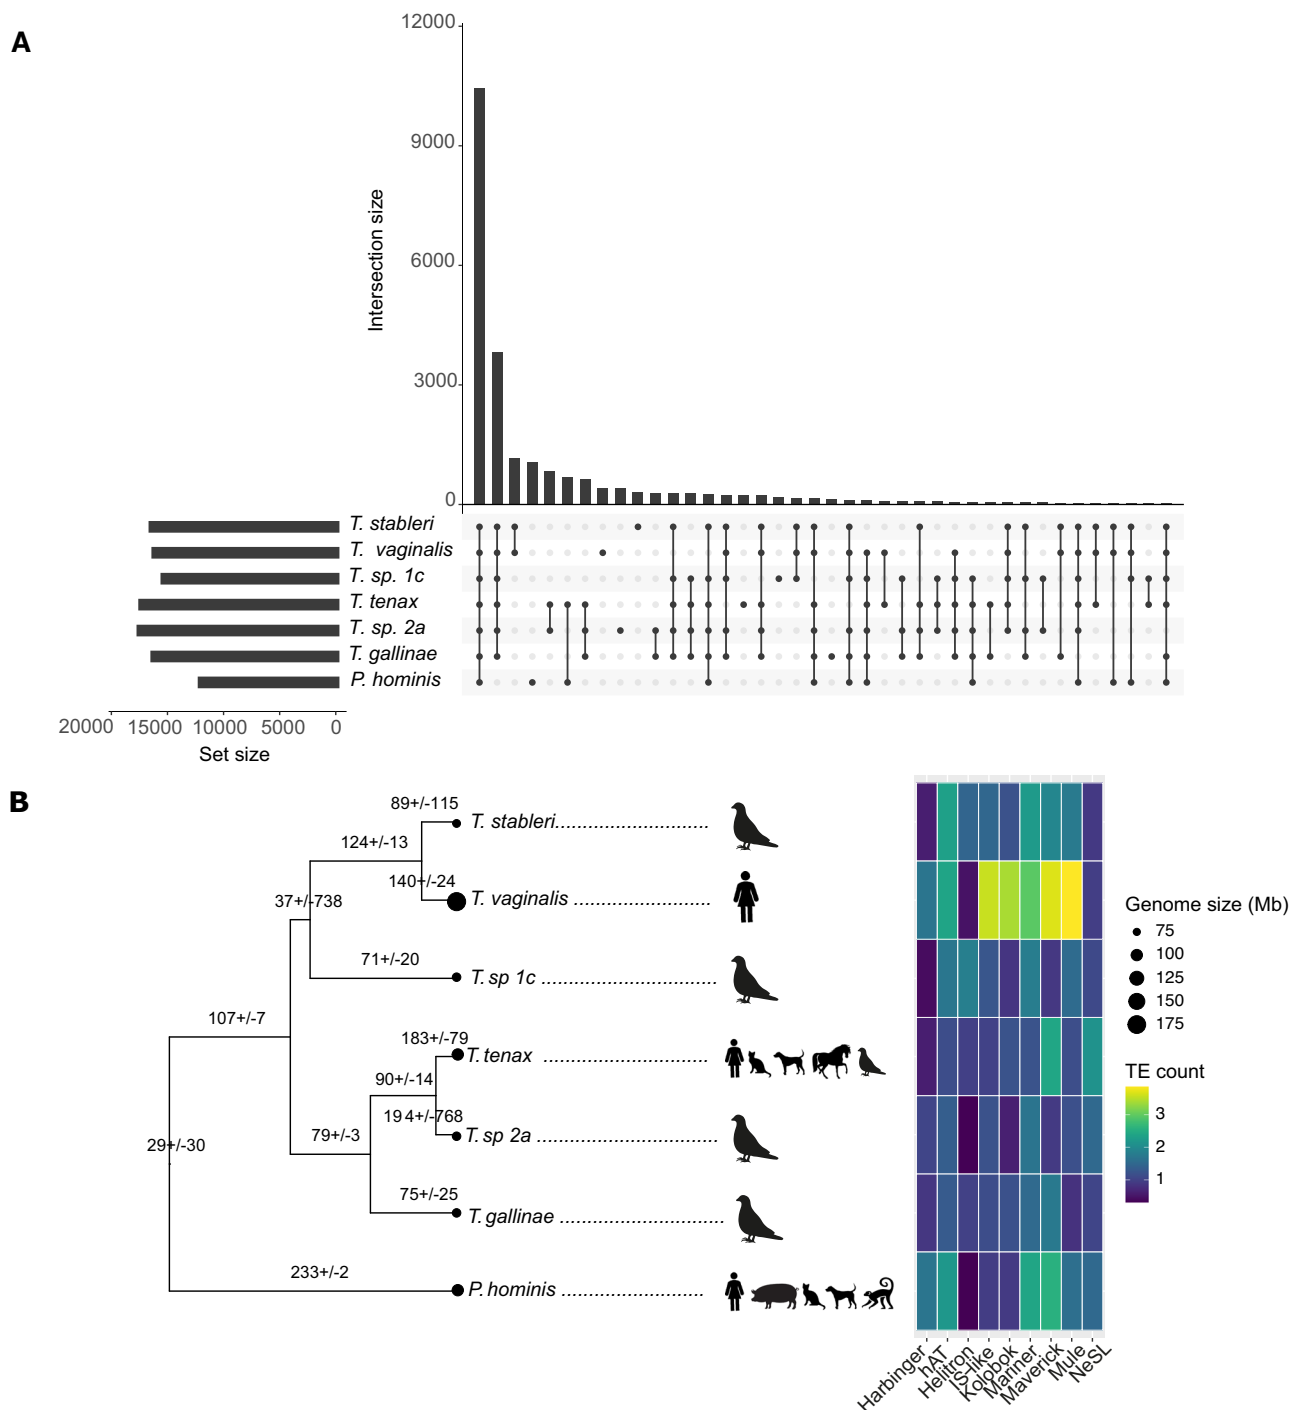 A
12000
9000
6000
3000
0
Intersection size
T. stableri
T. vaginalis
T. sp. 1c
T. tenax
T. sp. 2a
T. gallinae
P. hominis
20000 15000 10000 5000 0
Set size
B
89+/-115
T. stableri............................
124+/-13
140+/-24
T. vaginalis .........................
37+/-738
71+/-20
T. sp 1c ................................
107+/-7
183+/-79
T. tenax ..............................
90+/-14
19 4+/-768
T. sp 2a .................................
79+/-3
29+/-30
75+/-25
T. gallinae ..............................
233+/-2
P. hominis ..........................
Genome size (Mb)
75
100
125
150
175
TE count
3
2
1
Harbinger
hAT
Helitron
IS-like
Kolobok
Mariner
Maverick
Mule
NeSL